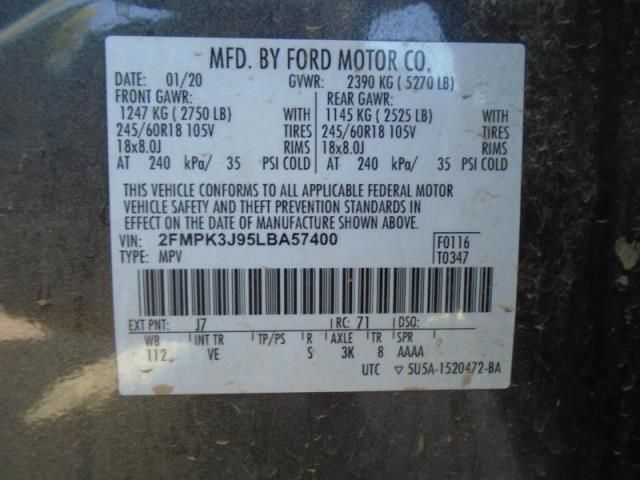 MFD. BY FORD MOTOR CO.
DATE: 01/20 GVWR: 2390 KG ( 5270 LB)
FRONT GAWR: REAR GAWR:
1247 KG ( 2750 LB) WITH 1145 KG ( 2525 LB) WITH
245/60R18 105V TIRES 245/60R18 105V TIRES
18x8.0J RIMS 18x8.0J RIMS
AT 240 kPa/ 35 PSI COLD AT 240 kPa/ 35 PSI COLD
THIS VEHICLE CONFORMS TO ALL APPLICABLE FEDERAL MOTOR
VEHICLE SAFETY AND THEFT PREVENTION STANDARDS IN
EFFECT ON THE DATE OF MANUFACTURE SHOWN ABOVE.
VIN: 2FMPK3J95LBA57400 F0116
TYPE: MPV T0347
EXT PNT: J7 RC: 71 DSO:
WB INT TR TP/PS R AXLE TR SPR
112 VE S 3K 8 AAAA
UTC ▽ 5U5A-1520472-BA